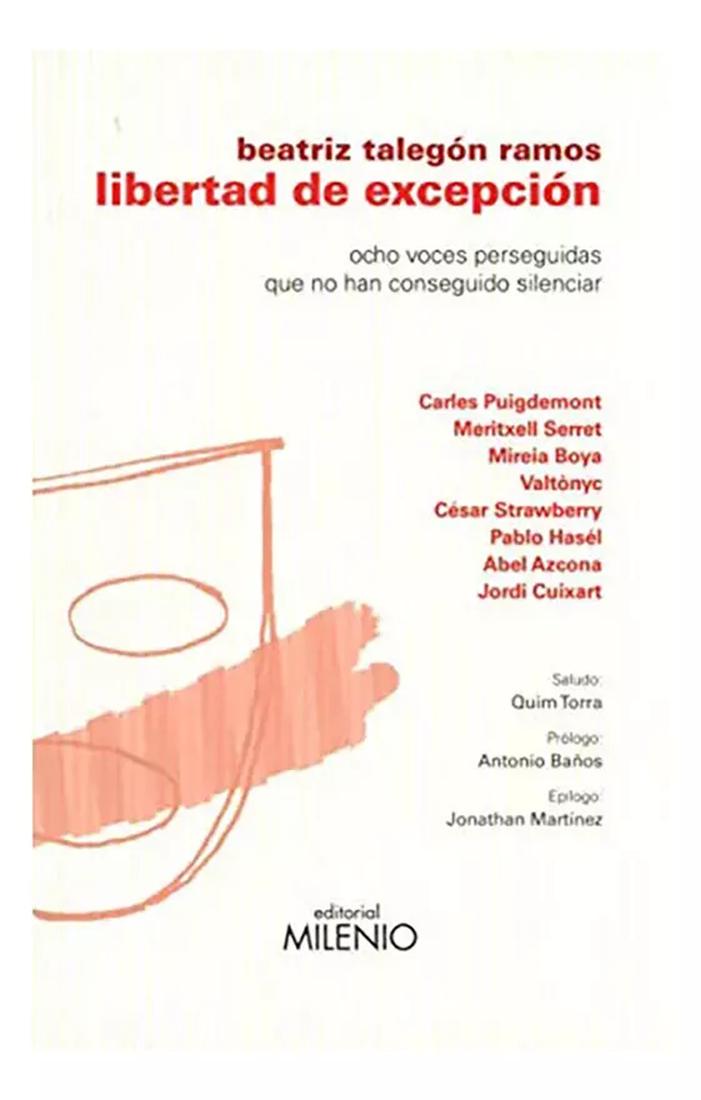 beatriz talegón ramos
libertad de excepción
ocho voces perseguidas
que no han conseguido silenciar
Carles Puigdemont
Meritxell Serret
Mireia Boya
Valtònyc
César Strawberry
Pablo Hasél
Abel Azcona
Jordi Cuixart
Saludo:
Quim Torra
Prólogo:
Antonio Baños
Epílogo:
Jonathan Martínez
editorial
MILENIO